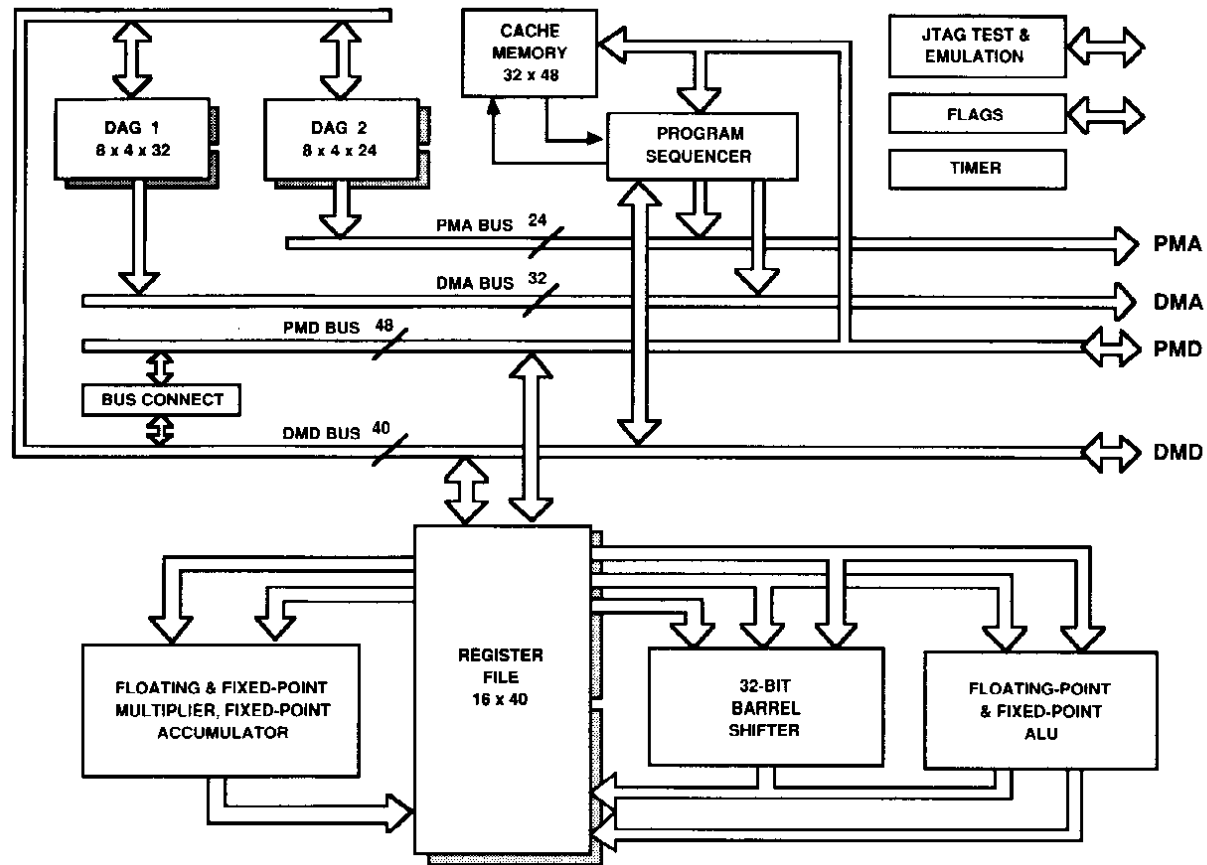 CACHE
MEMORY
32 x 48
JTAG TEST &
EMULATION
FLAGS
TIMER
DAG 1
8 x 4 x 32
DAG 2
8 x 4 x 24
PROGRAM
SEQUENCER
PMA BUS 24
PMA
DMA BUS 32
DMA
PMD BUS 48
PMD
BUS CONNECT
DMD BUS 40
DMD
FLOATING & FIXED-POINT
MULTIPLIER, FIXED-POINT
ACCUMULATOR
REGISTER
FILE
16 x 40
32-BIT
BARREL
SHIFTER
FLOATING-POINT
& FIXED-POINT
ALU